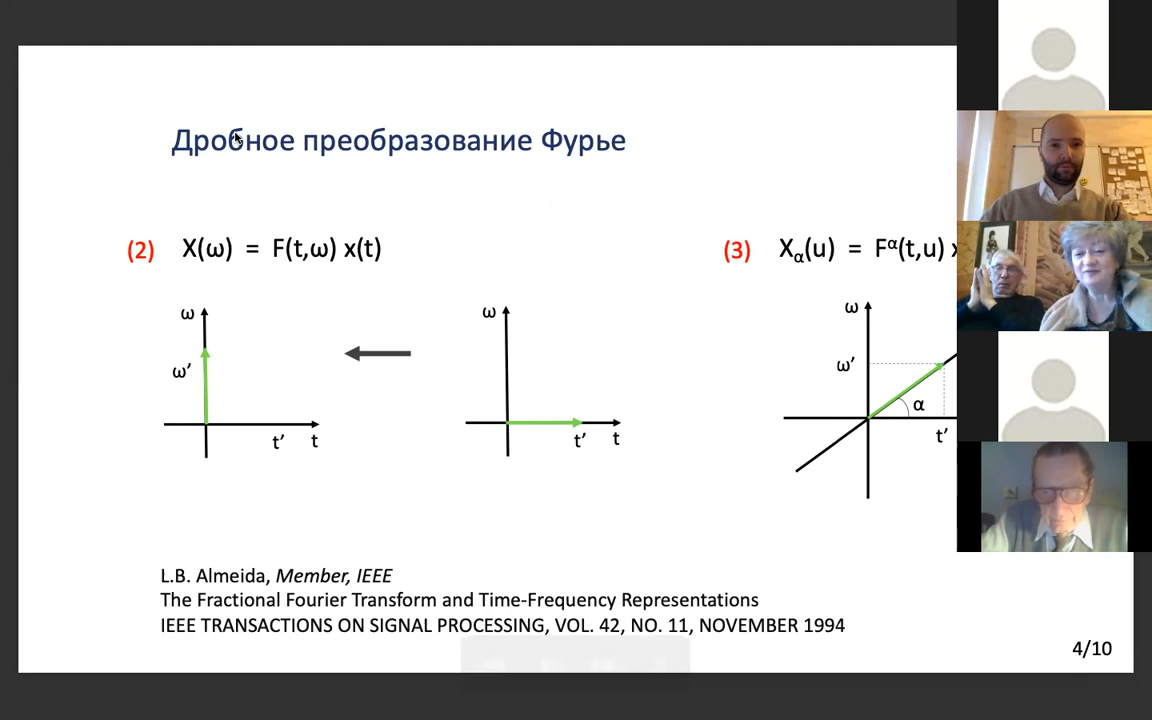 Дробное преобразование Фурье
(2) X(ω) = F(t,ω) x(t)
(3) Xα(u) = Fα(t,u)
ω
ω’
t’ t
ω
t’ t
ω
ω’
α
t’
L.B. Almeida, Member, IEEE
The Fractional Fourier Transform and Time-Frequency Representations
IEEE TRANSACTIONS ON SIGNAL PROCESSING, VOL. 42, NO. 11, NOVEMBER 1994
4/10